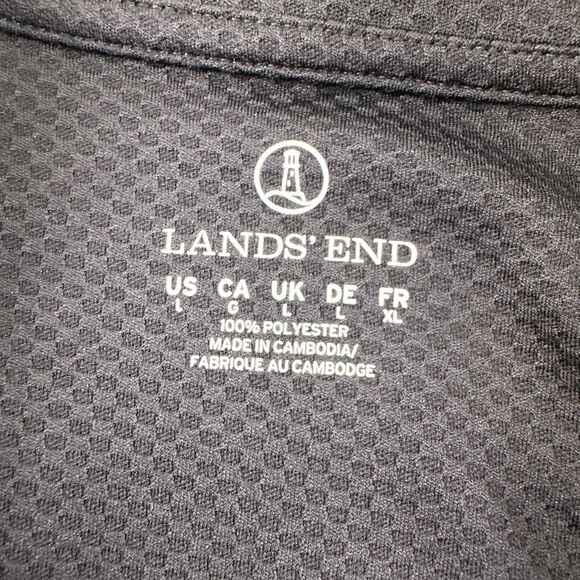 LANDS' END
US CA UK DE FR
L G L L XL
100% POLYESTER
MADE IN CAMBODIA/
FABRIQUE AU CAMBODGE